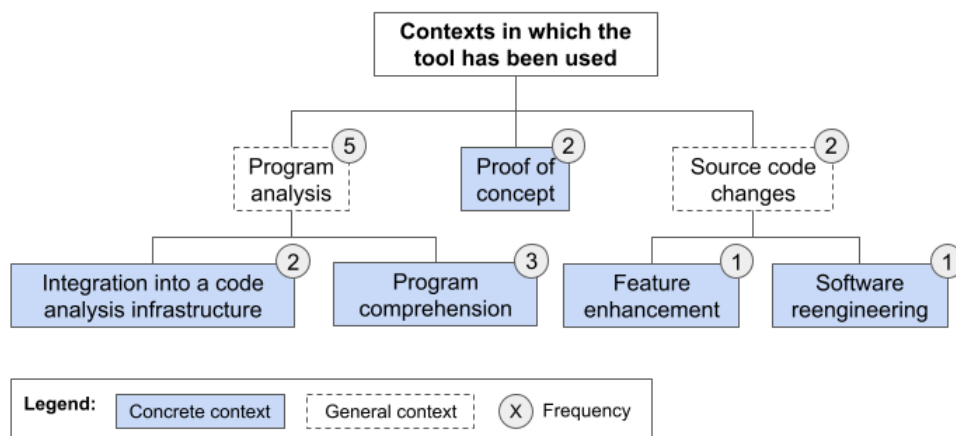 Contexts in which the
tool has been used
5
Program
analysis
2
Proof of
concept
2
Source code
changes
2
Integration into a code
analysis infrastructure
3
Program
comprehension
1
Feature
enhancement
1
Software
reengineering
Legend:
Concrete context
General context
X
Frequency